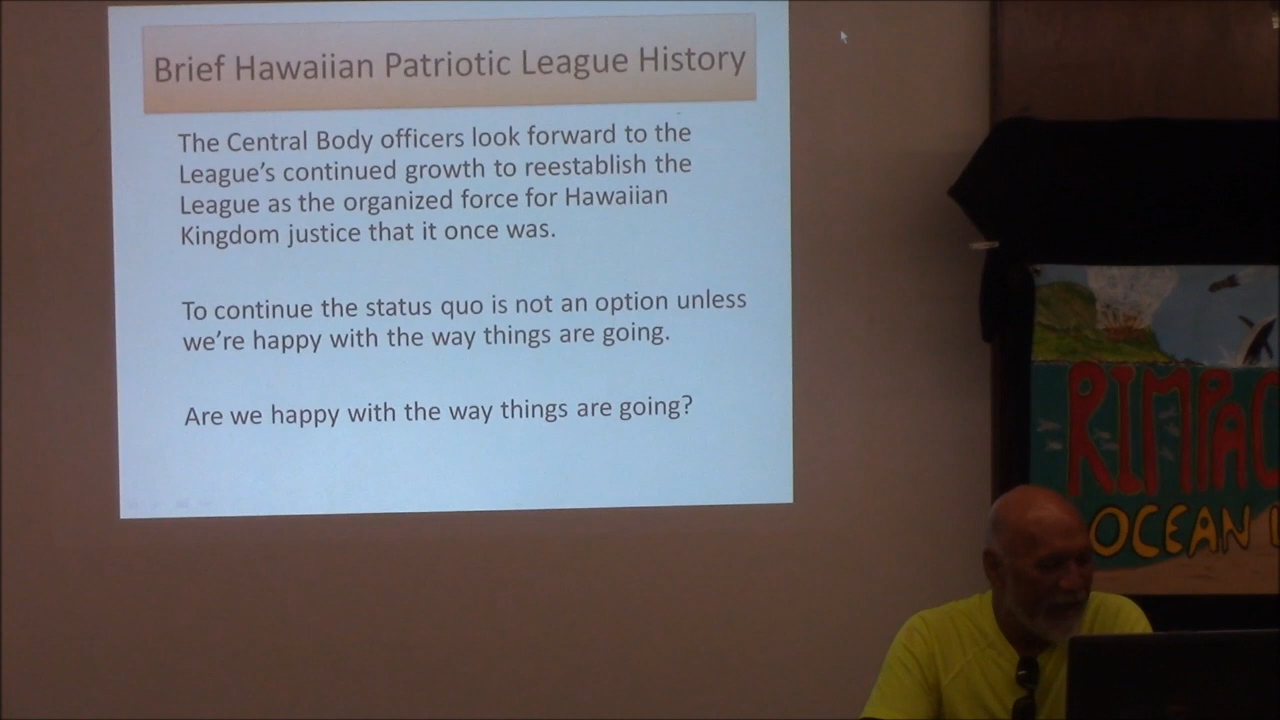 Brief Hawaiian Patriotic League History
The Central Body officers look forward to the
League's continued growth to reestablish the
League as the organized force for Hawaiian
Kingdom justice that it once was.
To continue the status quo is not an option unless
we're happy with the way things are going.
Are we happy with the way things are going?
RIMPAC
OCEAN